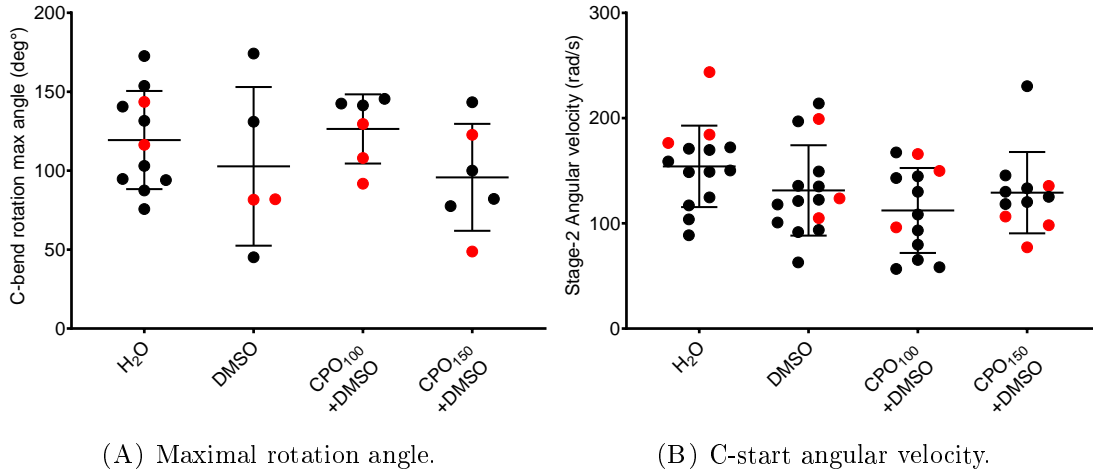 C-bend rotation max angle (deg°)
200
150
100
50
0
H₂O
DMSO
CPO₁₀₀
+DMSO
CPO₁₅₀
+DMSO
(A) Maximal rotation angle.
Stage-2 Angular velocity (rad/s)
300
200
100
0
H₂O
DMSO
CPO₁₀₀
+DMSO
CPO₁₅₀
+DMSO
(B) C-start angular velocity.